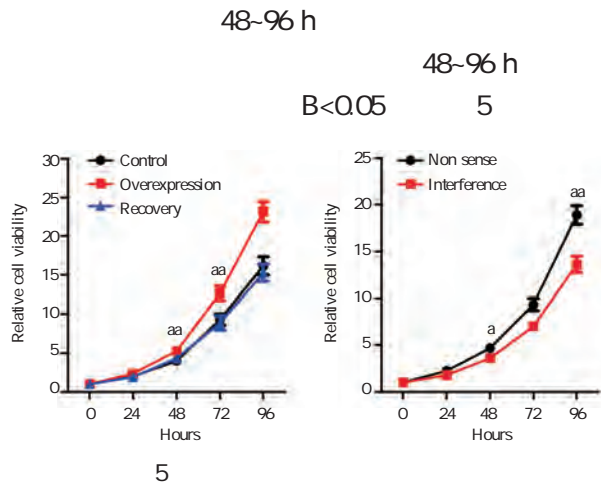 48~96 h
48~96 h
B<0.05 5
30
25
20
15
10
5
0
Relative cell viability
Control
Overexpression
Recovery
aa
aa
0 24 48 72 96
Hours
25
20
15
10
5
0
Relative cell viability
Non sense
Interference
a
aa
0 24 48 72 96
Hours
5